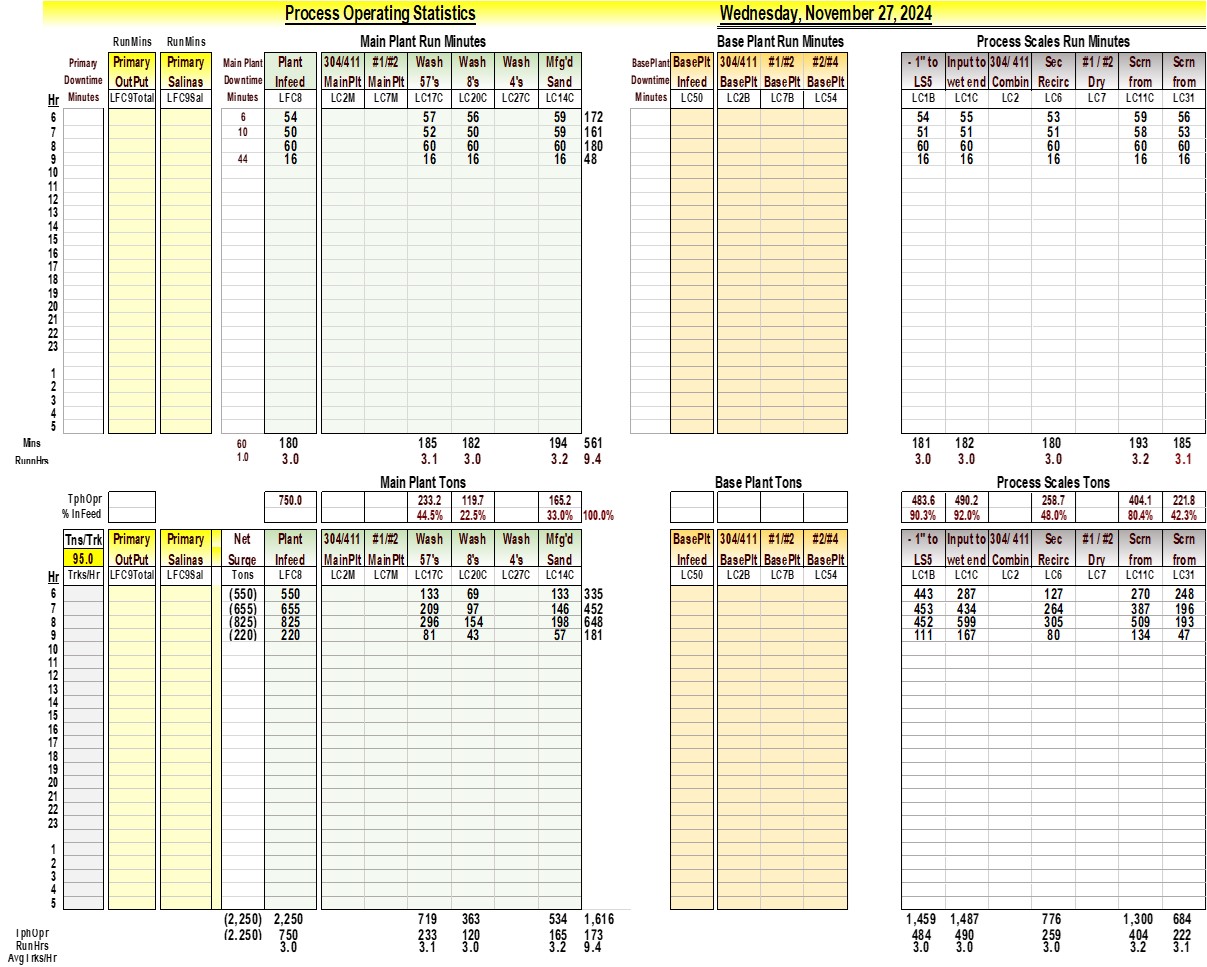 Process Operating Statistics Wednesday, November 27, 2024
RunMins RunMins Main Plant Run Minutes Base Plant Run Minutes Process Scales Run Minutes
Primary Primary Primary Main Plant Plant 304/411 #1/#2 Wash Wash Wash Mfg'd BasePlant BasePlt 304/411 #1/#2 #2/#4 - 1" to Input to 304/ 411 Sec #1 / #2 Scrn Scrn
Downtime OutPut Salinas Downtime Infeed MainPlt MainPlt 57's 8's 4's Sand Downtime Infeed BasePlt BasePlt BasePlt LS5 wet end Combin Recirc Dry from from
Hr Minutes LFC9Total LFC9Sal Minutes LFC8 LC2M LC7M LC17C LC20C LC27C LC14C Minutes LC50 LC2B LC7B LC54 LC1B LC1C LC2 LC6 LC7 LC11C LC31
6 6 54 57 56 59 172 54 55 53 59 56
7 10 50 52 50 59 161 51 51 51 58 53
8 60 60 60 60 180 60 60 60 60 60
9 44 16 16 16 16 48 16 16 16 16 16
10
11
12
13
14
15
16
17
18
19
20
21
22
23
1
2
3
4
5
Mins 60 180 185 182 194 561 181 182 180 193 185
RunnHrs 1.0 3.0 3.1 3.0 3.2 9.4 3.0 3.0 3.0 3.2 3.1
Main Plant Tons Base Plant Tons Process Scales Tons
TphOpr 750.0 233.2 119.7 165.2 483.6 490.2 258.7 404.1 221.8
% InFeed 44.5% 22.5% 33.0% 100.0% 90.3% 92.0% 48.0% 80.4% 42.3%
Tns/Trk Primary Primary Net Plant 304/411 #1/#2 Wash Wash Wash Mfg'd BasePlt 304/411 #1/#2 #2/#4 - 1" to Input to 304/ 411 Sec #1 / #2 Scrn Scrn
95.0 OutPut Salinas Surge Infeed MainPlt MainPlt 57's 8's 4's Sand Infeed BasePlt BasePlt BasePlt LS5 wet end Combin Recirc Dry from from
Hr Trks/Hr LFC9Total LFC9Sal Tons LFC8 LC2M LC7M LC17C LC20C LC27C LC14C LC50 LC2B LC7B LC54 LC1B LC1C LC2 LC6 LC7 LC11C LC31
6 (550) 550 133 69 133 335 443 287 127 270 248
7 (655) 655 209 97 146 452 453 434 264 387 196
8 (825) 825 296 154 198 648 452 599 305 509 193
9 (220) 220 81 43 57 181 111 167 80 134 47
10
11
12
13
14
15
16
17
18
19
20
21
22
23
1
2
3
4
5
(2,250) 2,250 719 363 534 1,616 1,459 1,487 776 1,300 684
TphOpr (2,250) 750 233 120 165 173 484 490 259 404 222
RunHrs 3.0 3.1 3.0 3.2 9.4 3.0 3.0 3.0 3.2 3.1
AvgTrks/Hr